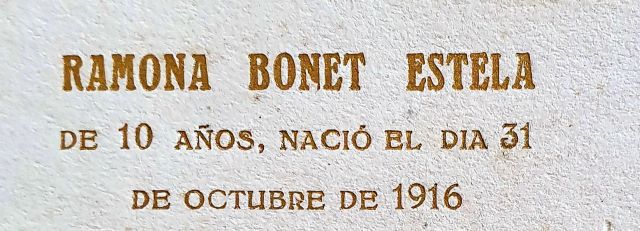 RAMONA BONET ESTELA
DE 10 AÑOS, NACIÓ EL DIA 31
DE OCTUBRE DE 1916